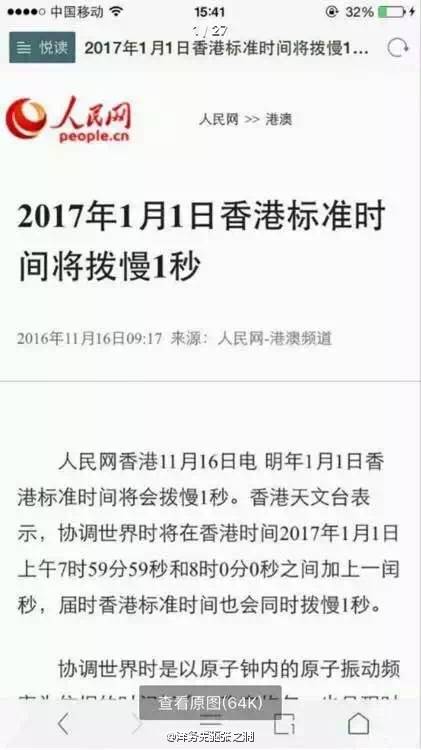 中国移动
15:41
32%
悦读
2017年1月1日香港标准时间将拨慢1...
1 / 27
人民网
people.cn
人民网 >> 港澳
2017年1月1日香港标准时
间将拨慢1秒
2016年11月16日09:17 来源：人民网-港澳频道
人民网香港11月16日电 明年1月1日香
港标准时间将会拨慢1秒。香港天文台表
示，协调世界时将在香港时间2017年1月1日
上午7时59分59秒和8时0分0秒之间加上一闰
秒，届时香港标准时间也会同时拨慢1秒。
协调世界时是以原子钟内的原子振动频
查看原图(64K)
1
@洋务先驱张之洞